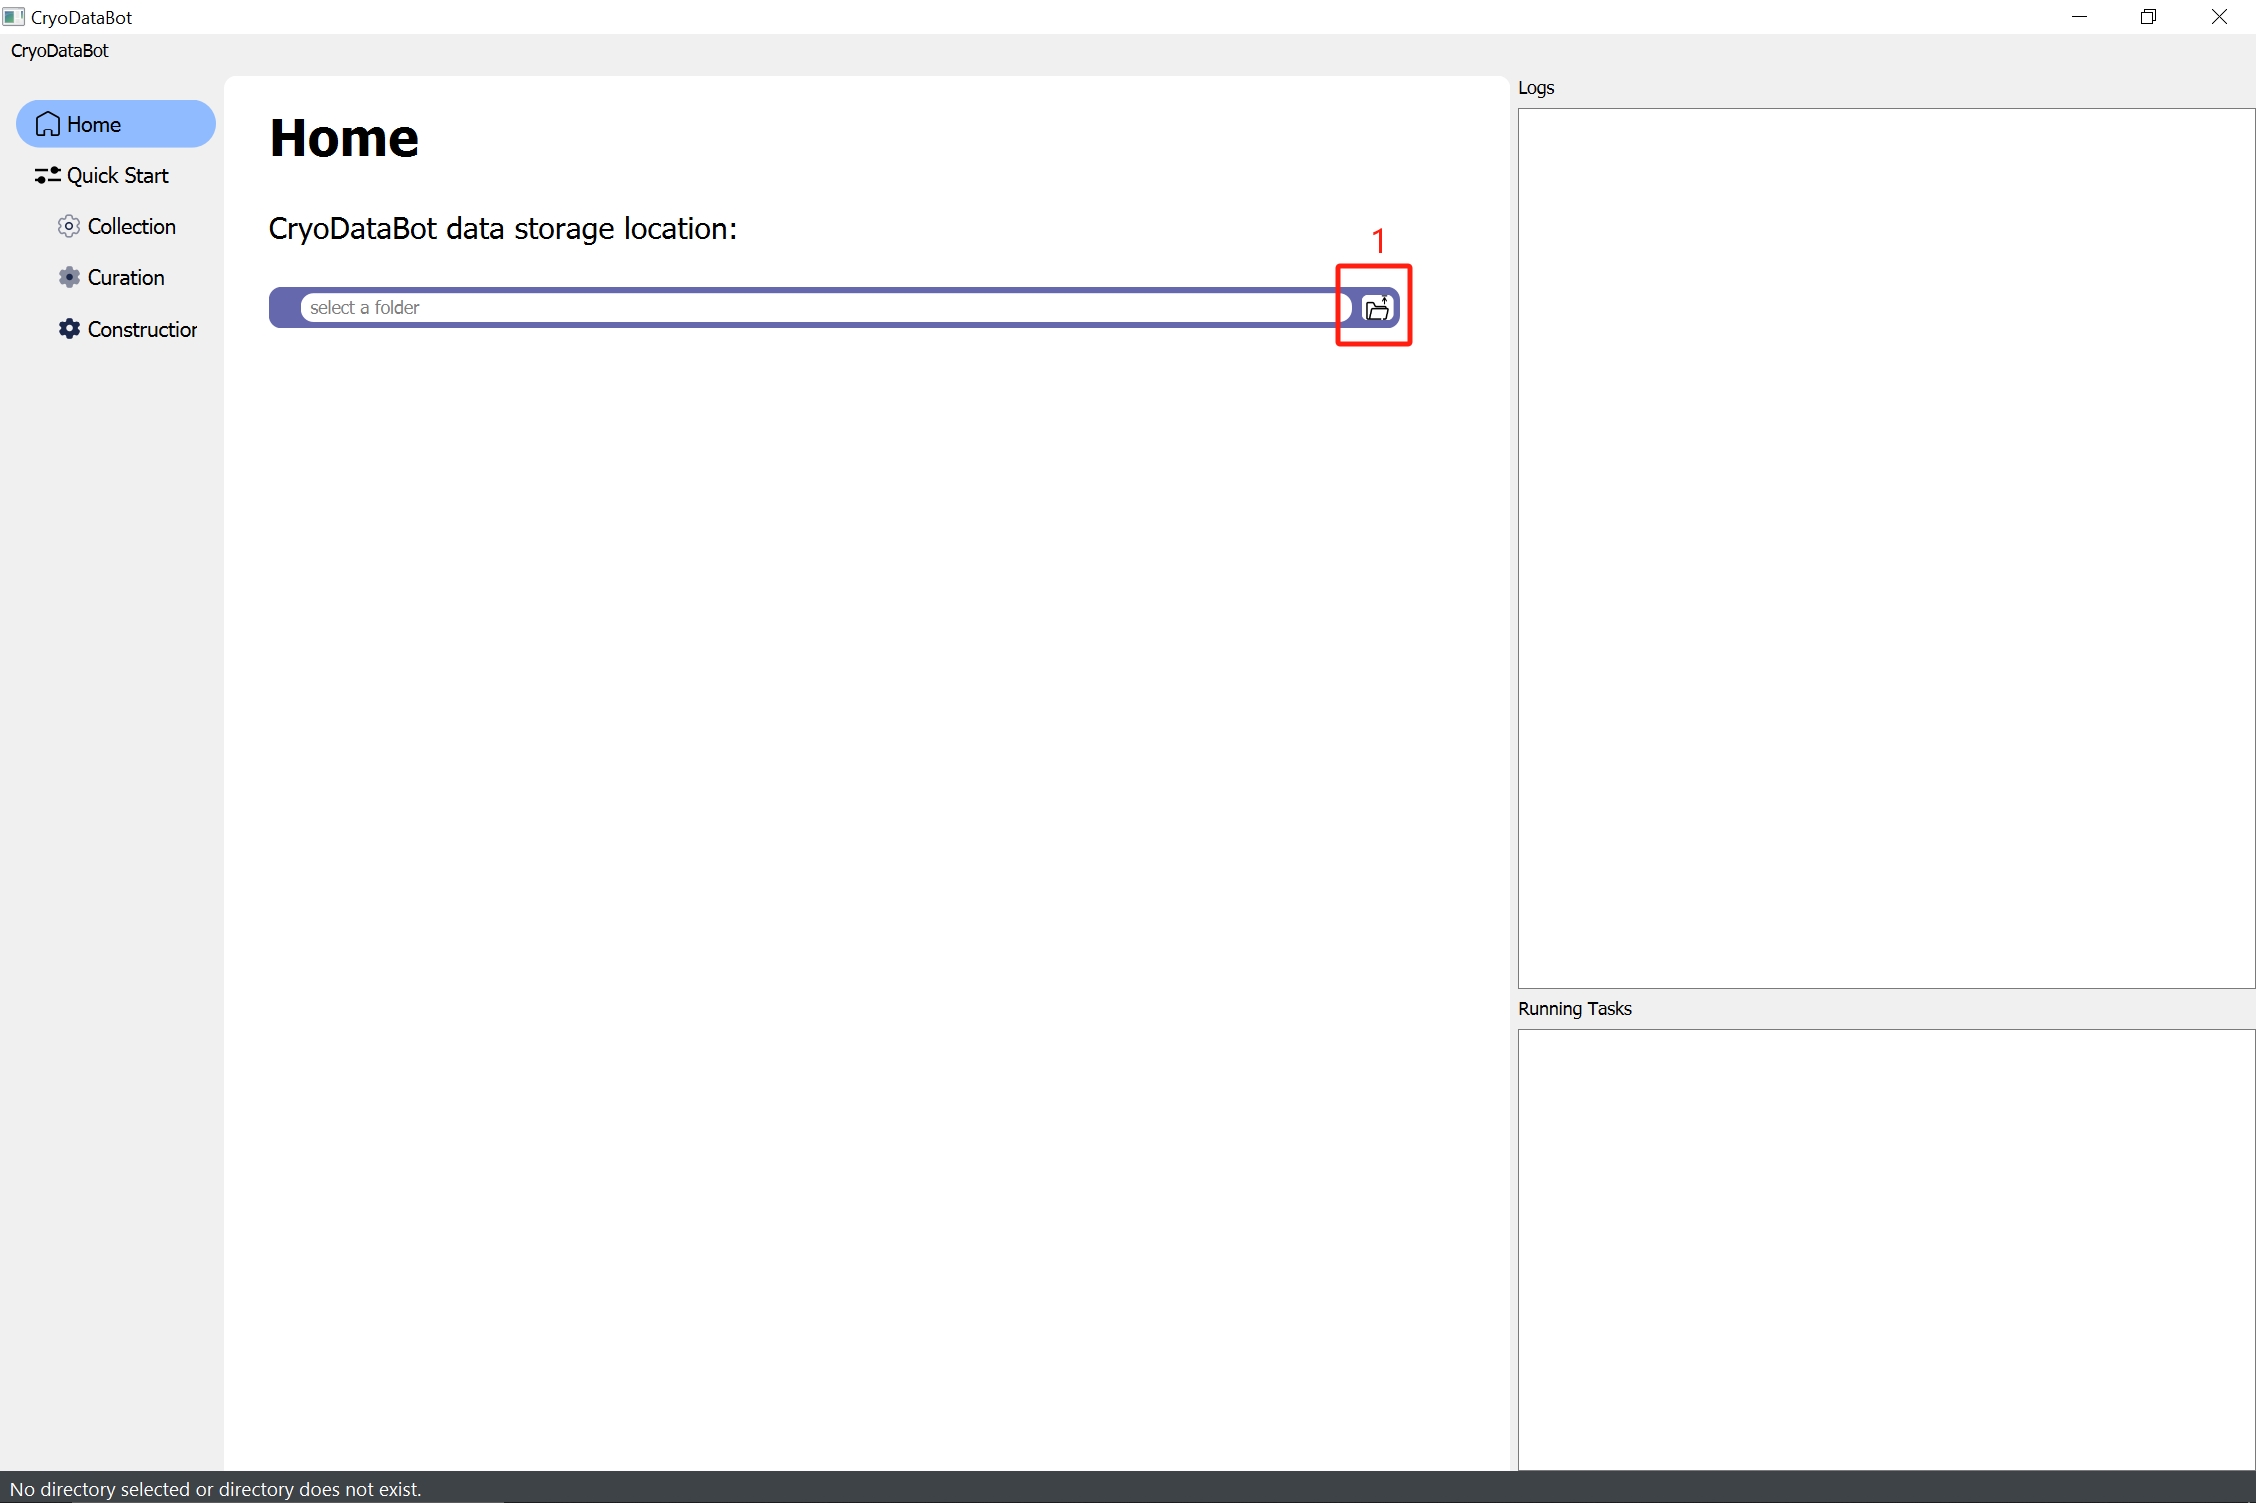 CryoDataBot
CryoDataBot
Home
Quick Start
Collection
Curation
Construction
Home
CryoDataBot data storage location:
1
select a folder
Logs
Running Tasks
No directory selected or directory does not exist.